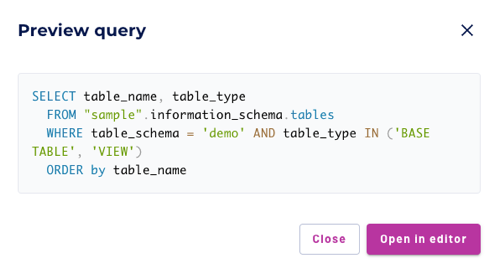 Preview query
SELECT table_name, table_type
FROM "sample".information_schema.tables
WHERE table_schema = 'demo' AND table_type IN ('BASE
TABLE', 'VIEW')
ORDER by table_name
Close
Open in editor